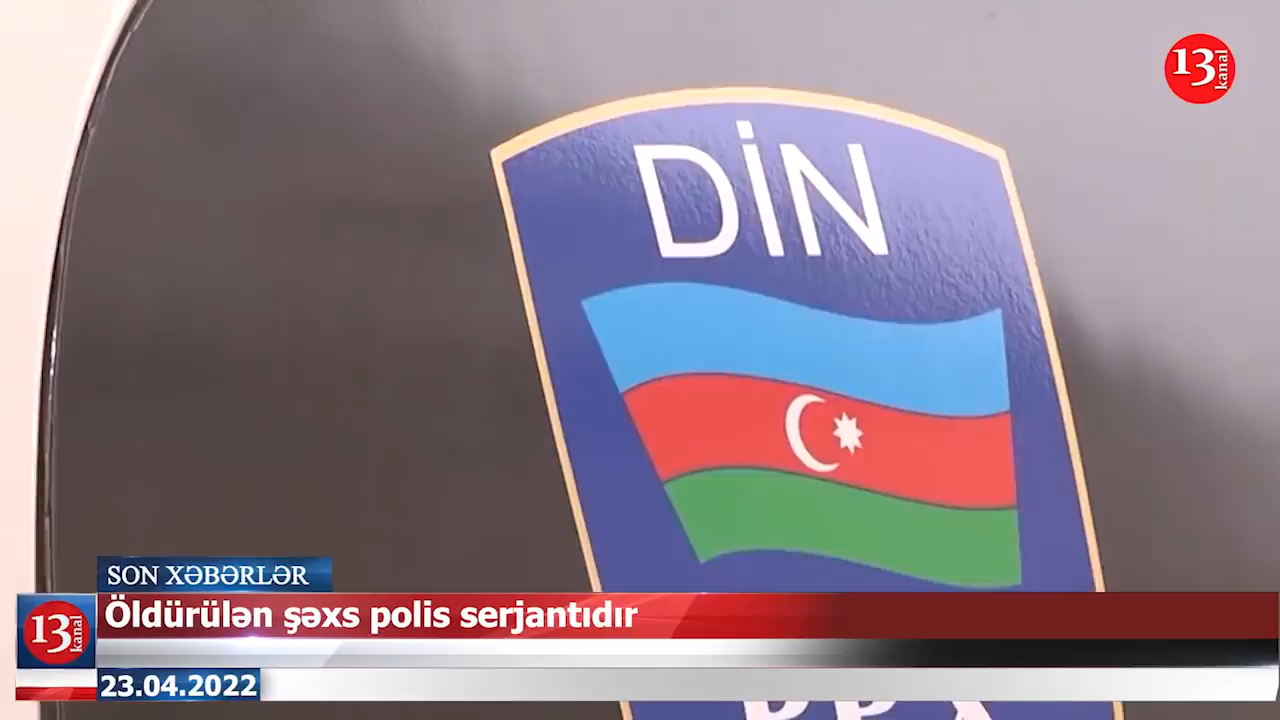 13
kanal
DİN
SON XƏBƏRLƏR
Öldürülən şəxs polis serjantıdır
13
kanal
23.04.2022